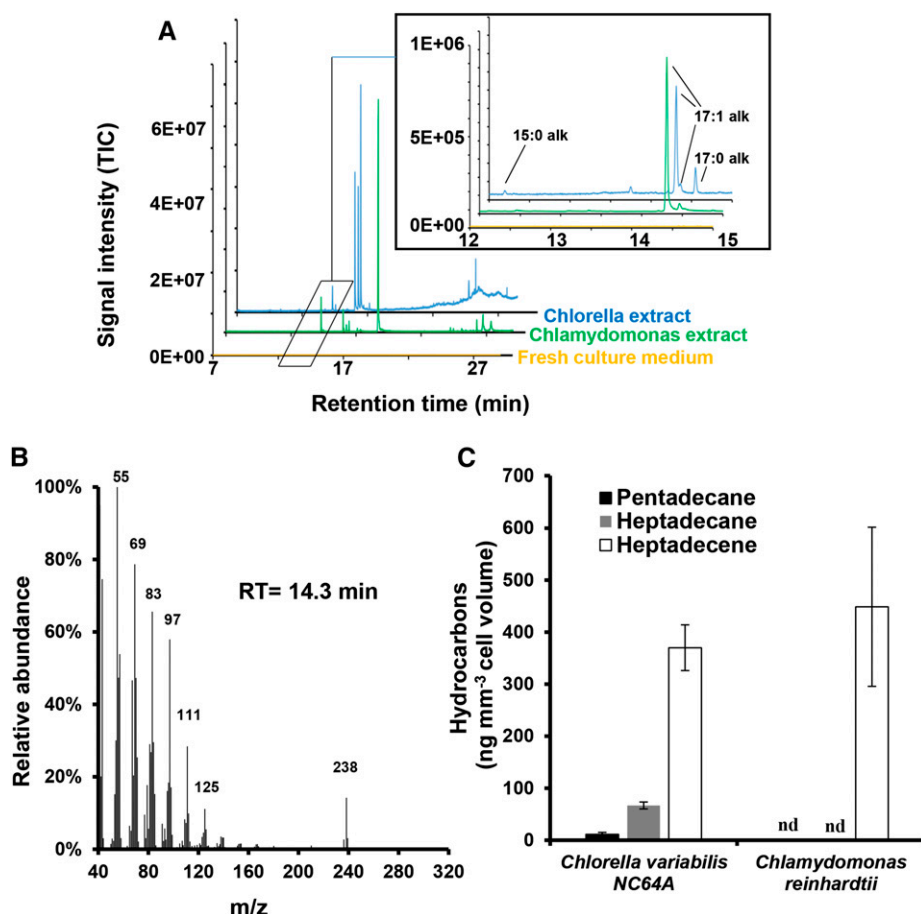 A
Signal intensity (TIC)
6E+07
4E+07
2E+07
0E+00
7
17
27
Retention time (min)
Chlorella extract
Chlamydomonas extract
Fresh culture medium
1E+06
5E+05
0E+00
12
13
14
15
15:0 alk
17:1 alk
17:0 alk
B
Relative abundance
100%
80%
60%
40%
20%
0%
40
80
120
160
200
240
280
320
m/z
55
69
83
97
111
125
238
RT= 14.3 min
C
Hydrocarbons
(ng mm⁻³ cell volume)
700
600
500
400
300
200
100
0
Pentadecane
Heptadecane
Heptadecene
nd
nd
Chlorella variabilis
NC64A
Chlamydomonas
reinhardtii